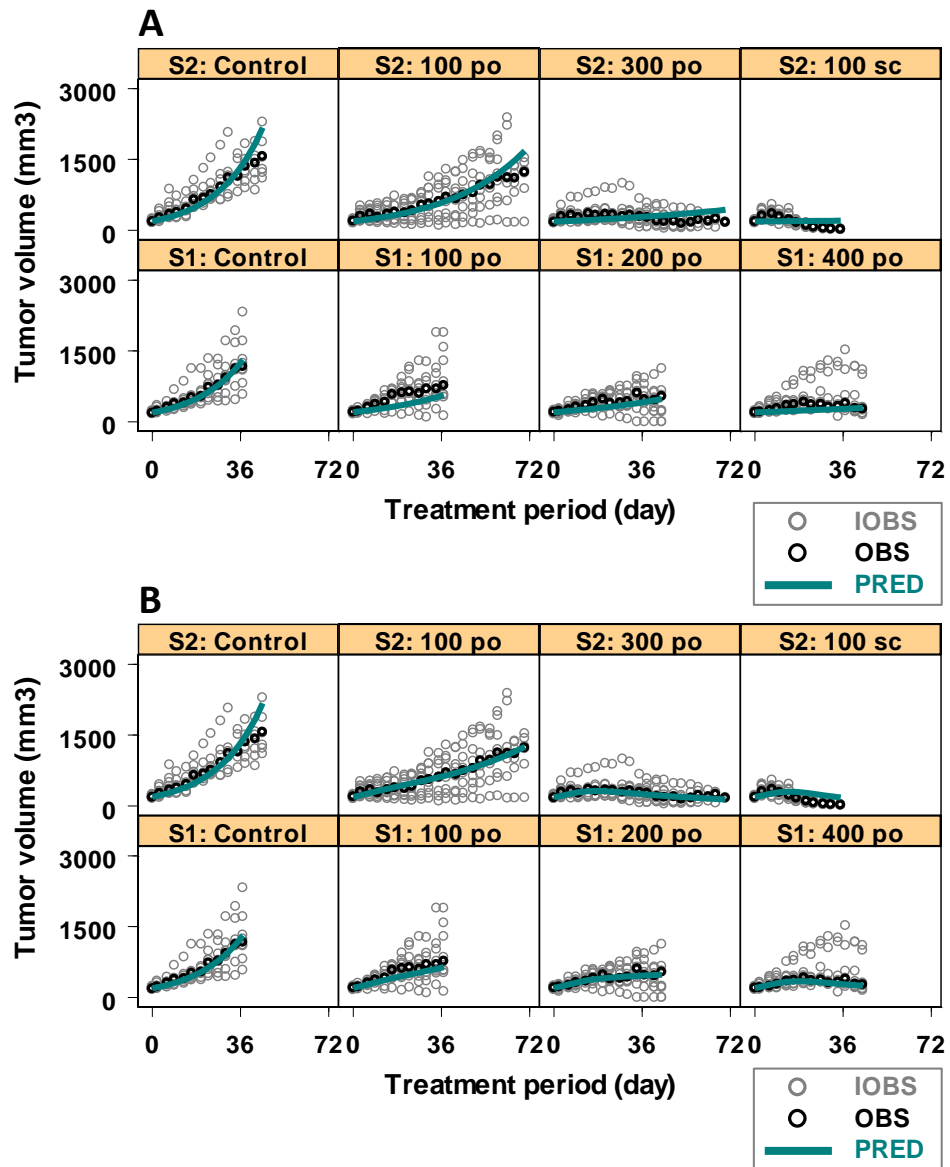 A
S2: Control S2: 100 po S2: 300 po S2: 100 sc
3000
1500
0
S1: Control S1: 100 po S1: 200 po S1: 400 po
3000
1500
0
Tumor volume (mm3)
0 36 72 0 36 72 0 36 72 0 36 72
Treatment period (day)
IOBS
OBS
PRED
B
S2: Control S2: 100 po S2: 300 po S2: 100 sc
3000
1500
0
S1: Control S1: 100 po S1: 200 po S1: 400 po
3000
1500
0
Tumor volume (mm3)
0 36 72 0 36 72 0 36 72 0 36 72
Treatment period (day)
IOBS
OBS
PRED